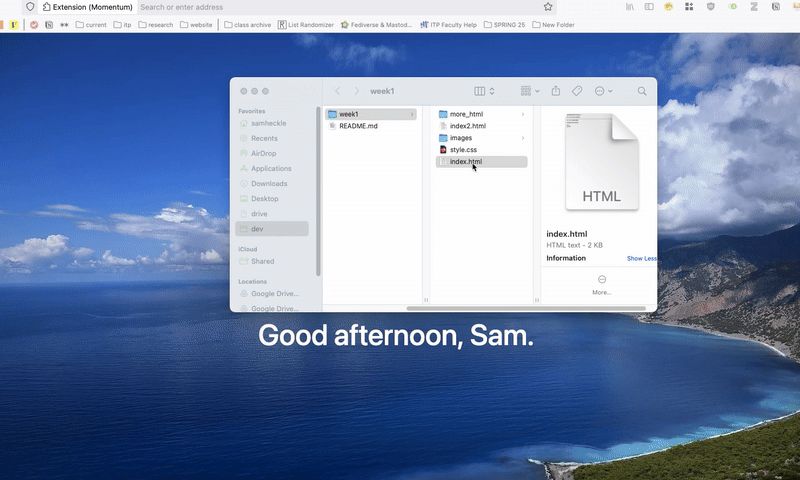 Extension (Momentum) Search or enter address
current itp research website class archive List Randomizer Fediverse & Mastod... ITP Faculty Help SPRING 25 New Folder
week1
Favorites
samheckle
Recents
AirDrop
Applications
Downloads
Desktop
drive
dev
iCloud
Shared
Locations
Google Drive...
Google Drive...
week1
README.md
more_html
index2.html
images
style.css
index.html
HTML
index.html
HTML text - 2 KB
Information Show Less
More...
Good afternoon, Sam.